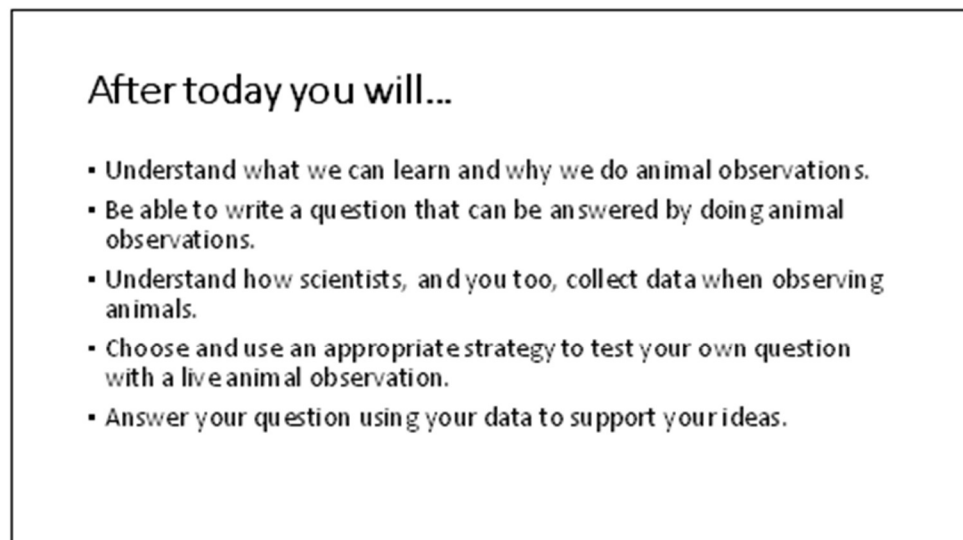 After today you will...
▪ Understand what we can learn and why we do animal observations.
▪ Be able to write a question that can be answered by doing animal
observations.
▪ Understand how scientists, and you too, collect data when observing
animals.
▪ Choose and use an appropriate strategy to test your own question
with a live animal observation.
▪ Answer your question using your data to support your ideas.